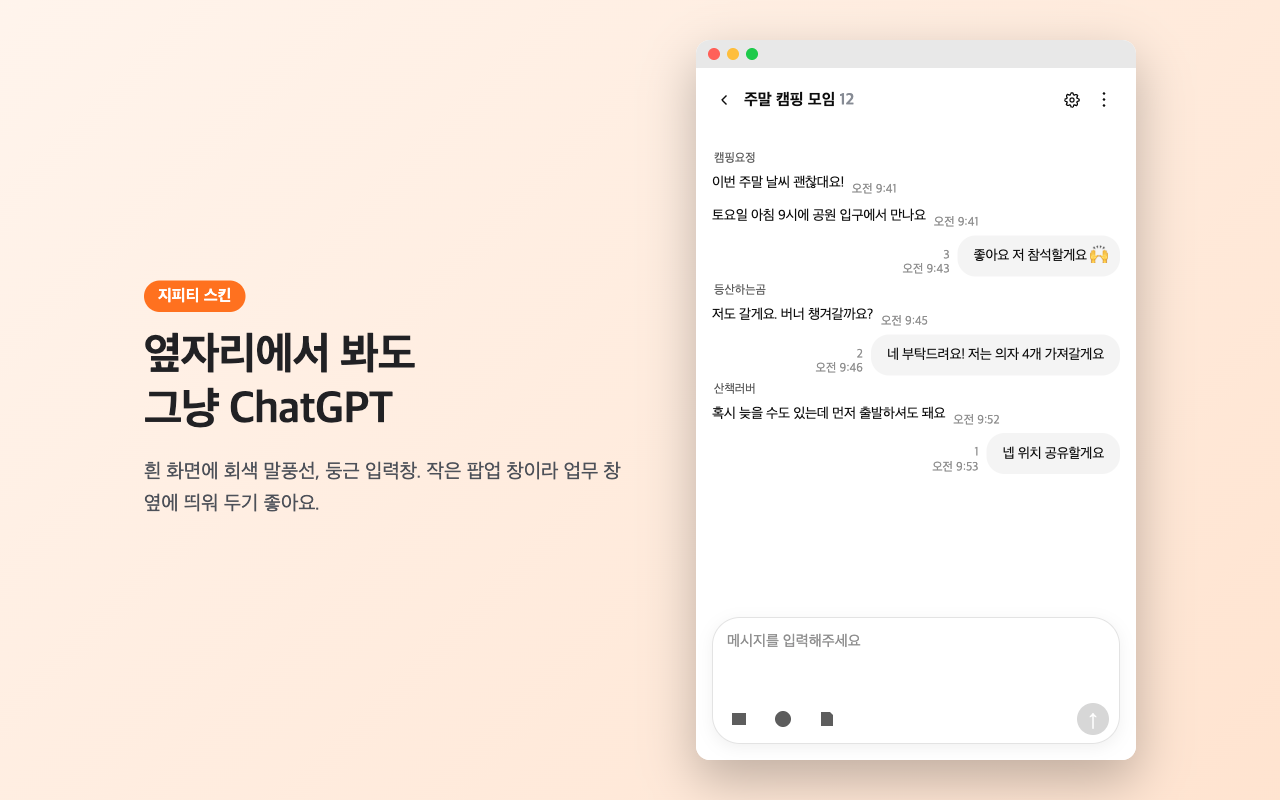 지피티 스킨
옆자리에서 봐도
그냥 ChatGPT
흰 화면에 회색 말풍선, 둥근 입력창. 작은 팝업 창이라 업무 창
옆에 띄워 두기 좋아요.
주말 캠핑 모임 12
캠핑요정
이번 주말 날씨 괜찮대요! 오전 9:41
토요일 아침 9시에 공원 입구에서 만나요 오전 9:41
3
오전 9:43 좋아요 저 참석할게요 🙌
등산하는곰
저도 갈게요. 버너 챙겨갈까요? 오전 9:45
2
오전 9:46 네 부탁드려요! 저는 의자 4개 가져갈게요
산책러버
혹시 늦을 수도 있는데 먼저 출발하셔도 돼요 오전 9:52
1
오전 9:53 넵 위치 공유할게요
메시지를 입력해주세요